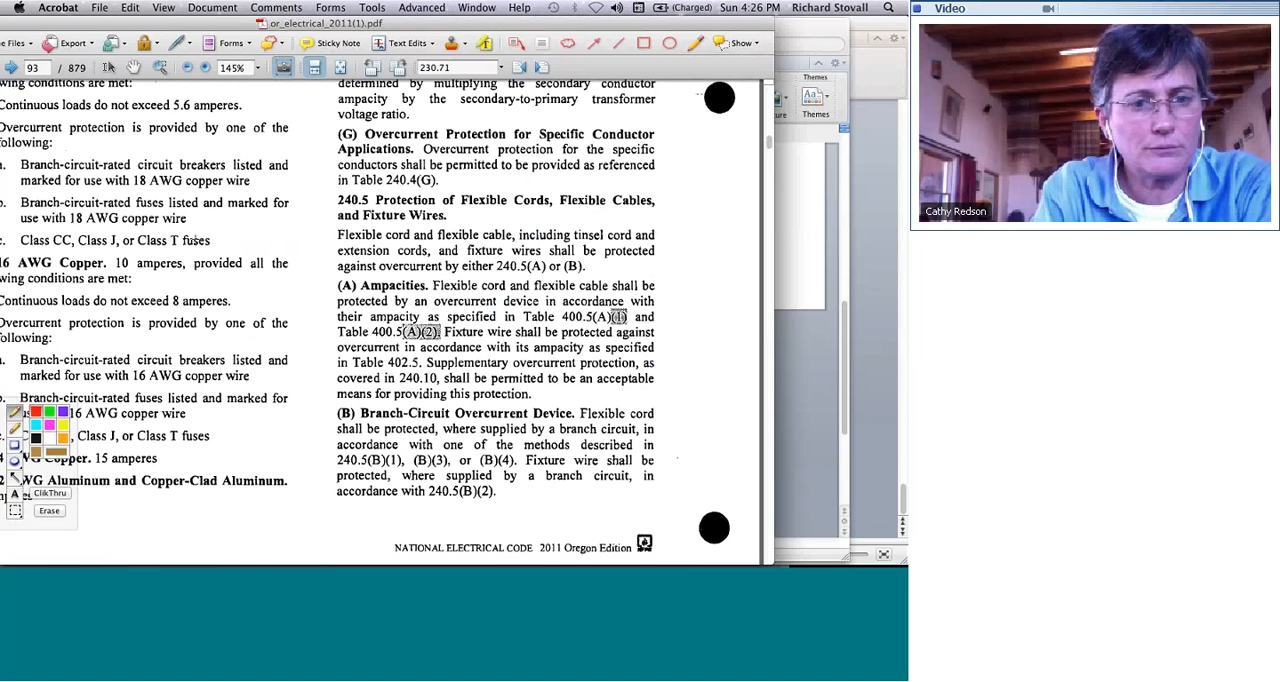 Acrobat File Edit View Document Comments Forms Tools Advanced Window Help (Charged) Sun 4:26 PM Richard Stovall
Video
or_electrical_2011(1).pdf
e Files Export Forms Sticky Note Text Edits Show
93 / 879 145% 230.71
Themes
Aa
Themes
wing conditions are met:
Continuous loads do not exceed 5.6 amperes.
Overcurrent protection is provided by one of the
following:
Branch-circuit-rated circuit breakers listed and
marked for use with 18 AWG copper wire
b. Branch-circuit-rated fuses listed and marked for
use with 18 AWG copper wire
c. Class CC, Class J, or Class T fuses
16 AWG Copper. 10 amperes, provided all the
wing conditions are met:
Continuous loads do not exceed 8 amperes.
Overcurrent protection is provided by one of the
following:
Branch-circuit-rated circuit breakers listed and
marked for use with 16 AWG copper wire
Branch-circuit-rated fuses listed and marked for
16 AWG copper wire
Class J, or Class T fuses
Copper. 15 amperes
WG Aluminum and Copper-Clad Aluminum.
ClikThru
A
Erase
determined by multiplying the secondary conductor
ampacity by the secondary-to-primary transformer
voltage ratio.
(G) Overcurrent Protection for Specific Conductor
Applications. Overcurrent protection for the specific
conductors shall be permitted to be provided as referenced
in Table 240.4(G).
240.5 Protection of Flexible Cords, Flexible Cables,
and Fixture Wires.
Flexible cord and flexible cable, including tinsel cord and
extension cords, and fixture wires shall be protected
against overcurrent by either 240.5(A) or (B).
(A) Ampacities. Flexible cord and flexible cable shall be
protected by an overcurrent device in accordance with
their ampacity as specified in Table 400.5(A)(1) and
Table 400.5(A)(2). Fixture wire shall be protected against
overcurrent in accordance with its ampacity as specified
in Table 402.5. Supplementary overcurrent protection, as
covered in 240.10, shall be permitted to be an acceptable
means for providing this protection.
(B) Branch-Circuit Overcurrent Device. Flexible cord
shall be protected, where supplied by a branch circuit, in
accordance with one of the methods described in
240.5(B)(1), (B)(3), or (B)(4). Fixture wire shall be
protected, where supplied by a branch circuit, in
accordance with 240.5(B)(2).
NATIONAL ELECTRICAL CODE 2011 Oregon Edition
Cathy Redson